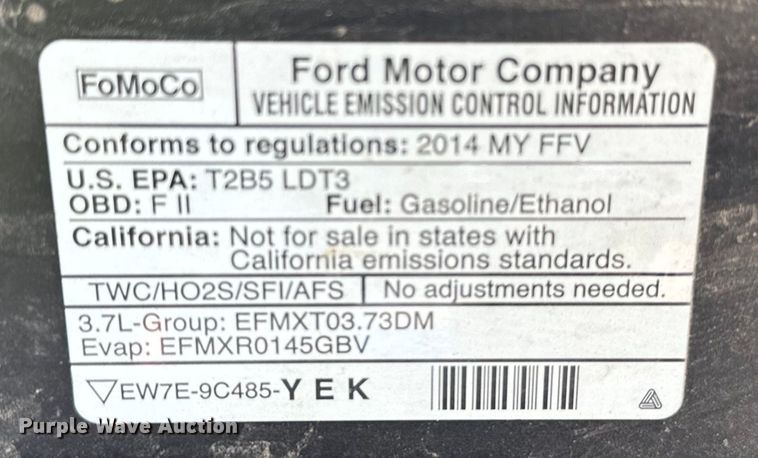 FoMoCo
Ford Motor Company
VEHICLE EMISSION CONTROL INFORMATION
Conforms to regulations: 2014 MY FFV
U.S. EPA: T2B5 LDT3
OBD: F II Fuel: Gasoline/Ethanol
California: Not for sale in states with
California emissions standards.
TWC/HO2S/SFI/AFS No adjustments needed.
3.7L-Group: EFMXT03.73DM
Evap: EFMXR0145GBV
EW7E-9C485-YEK
Purple Wave Auction